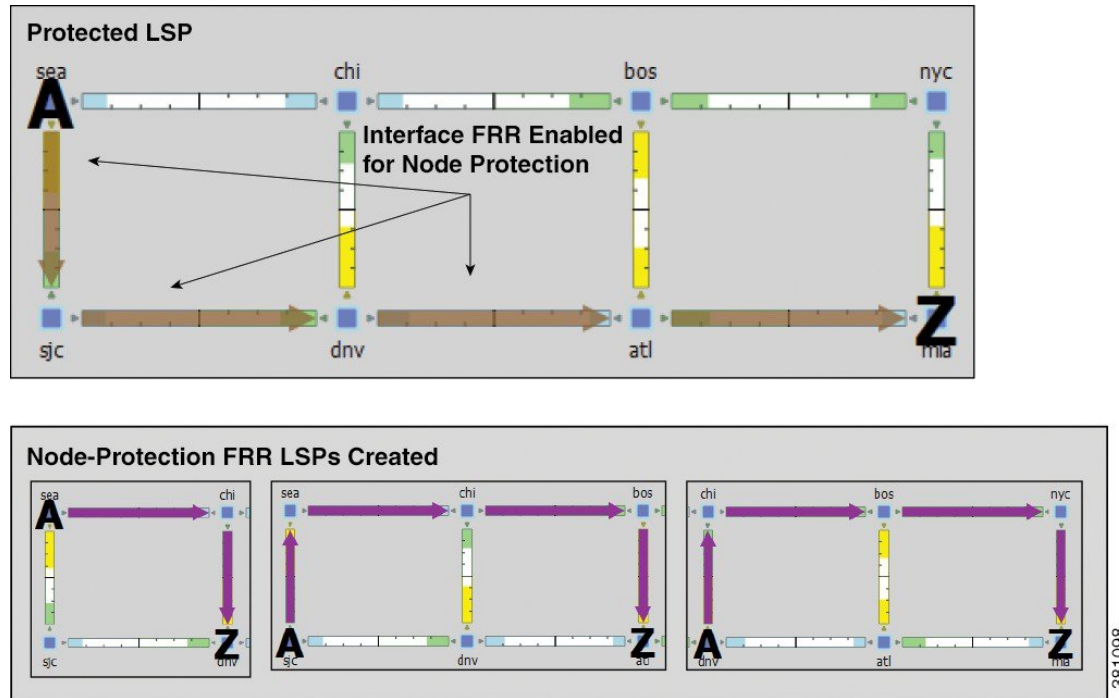 Protected LSP
sea
chi
bos
nyc
A
Interface FRR Enabled
for Node Protection
sjc
dnv
atl
Z
mia
Node-Protection FRR LSPs Created
sea
chi
A
sjc
Z
dnv
sea
chi
bos
A
sjc
dnv
Z
atl
chi
bos
nyc
A
dnv
atl
Z
mia
381098